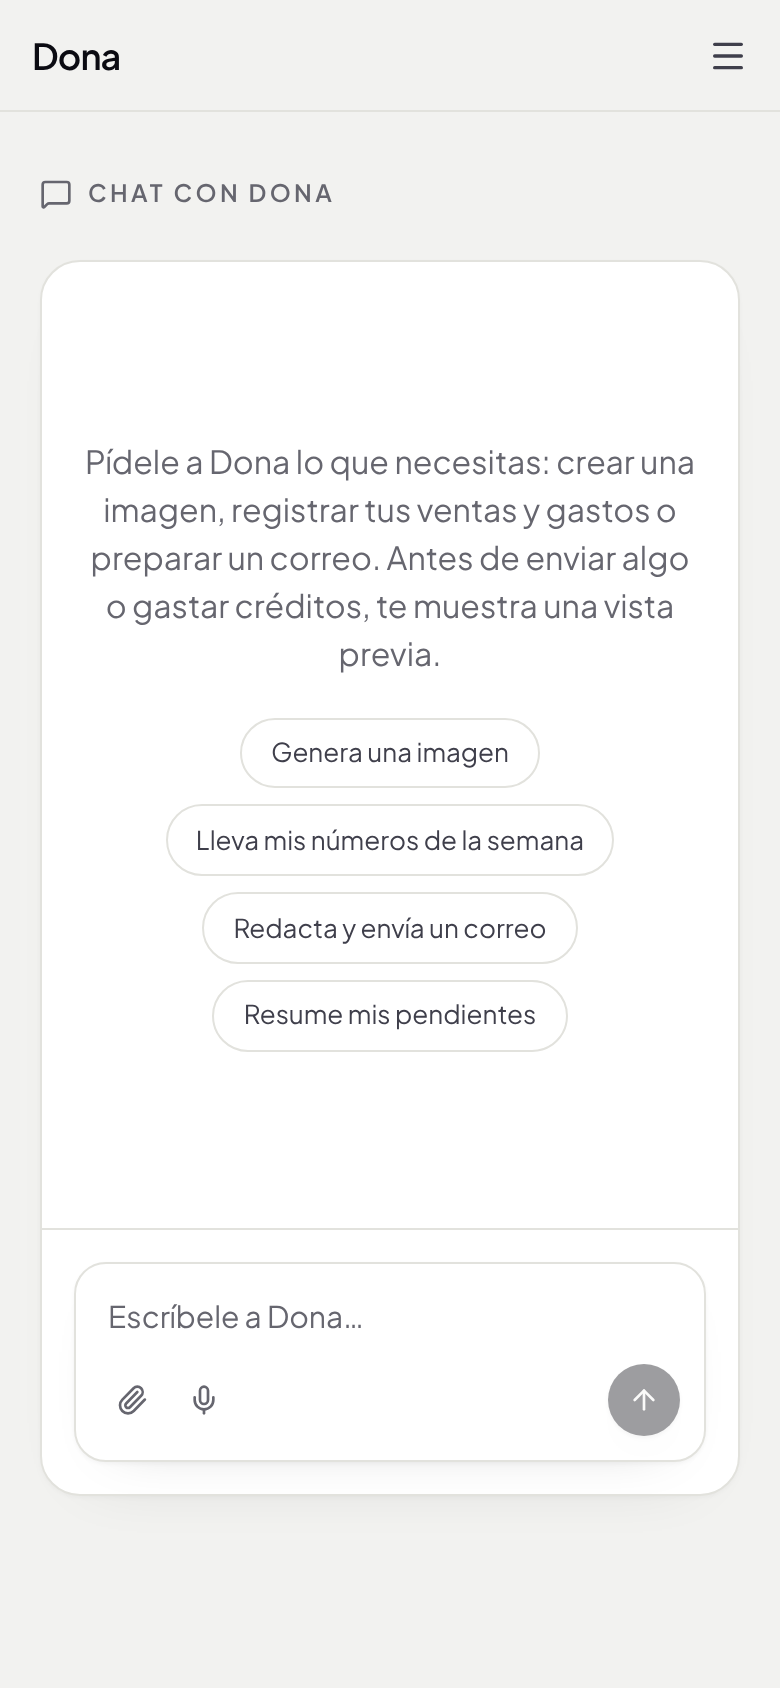 Dona
CHAT CON DONA
Pídele a Dona lo que necesitas: crear una
imagen, registrar tus ventas y gastos o
preparar un correo. Antes de enviar algo
o gastar créditos, te muestra una vista
previa.
Genera una imagen
Lleva mis números de la semana
Redacta y envía un correo
Resume mis pendientes
Escríbele a Dona...